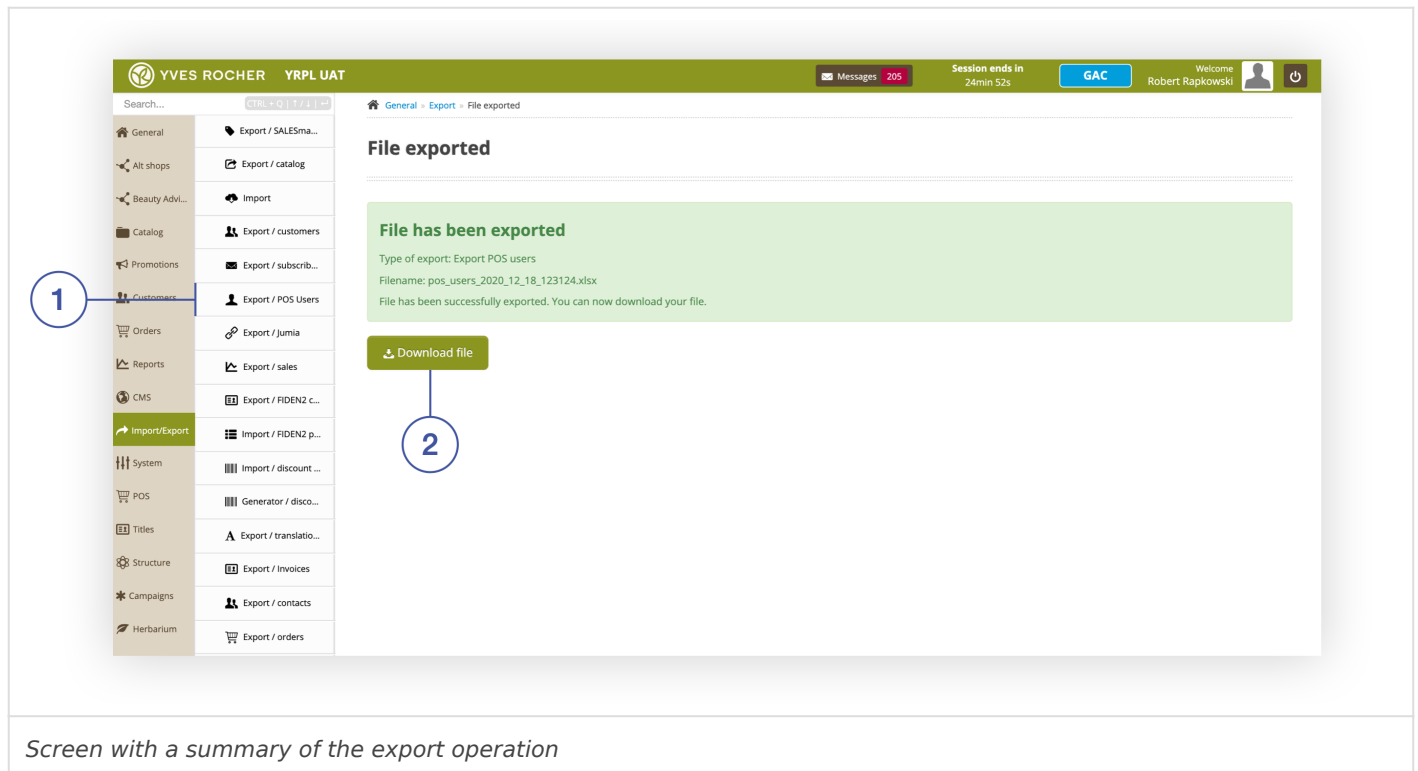 YVES ROCHER YRPL UAT
Messages 205
Session ends in
24min 52s
GAC
Welcome
Robert Rapkowski
Search...
CTRL + Q | ↑ / ↓ | ↵
General » Export » File exported
General
Alt shops
Beauty Advi...
Catalog
Promotions
Customers
Orders
Reports
CMS
Import/Export
System
POS
Titles
Structure
Campaigns
Herbarium
Export / SALESma...
Export / catalog
Import
Export / customers
Export / subscrib...
Export / POS Users
Export / Jumia
Export / sales
Export / FIDEN2 c...
Import / FIDEN2 p...
Import / discount ...
Generator / disco...
Export / translatio...
Export / Invoices
Export / contacts
Export / orders
File exported
File has been exported
Type of export: Export POS users
Filename: pos_users_2020_12_18_123124.xlsx
File has been successfully exported. You can now download your file.
Download file
1
2
Screen with a summary of the export operation